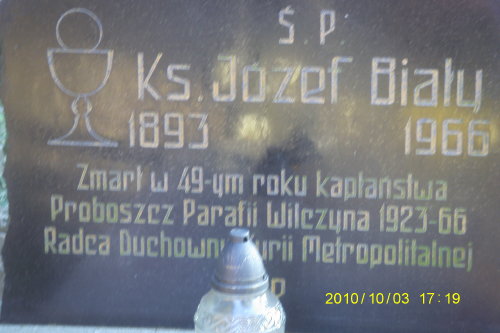 Ś. P.
Ks. Józef Biały
1893 1966
Zmarł w 49-ym roku kapłaństwa
Proboszcz Parafii Wilczyna 1923-66
Radca Duchowny Kurii Metropolitalnej
P
2010/10/03 17:19